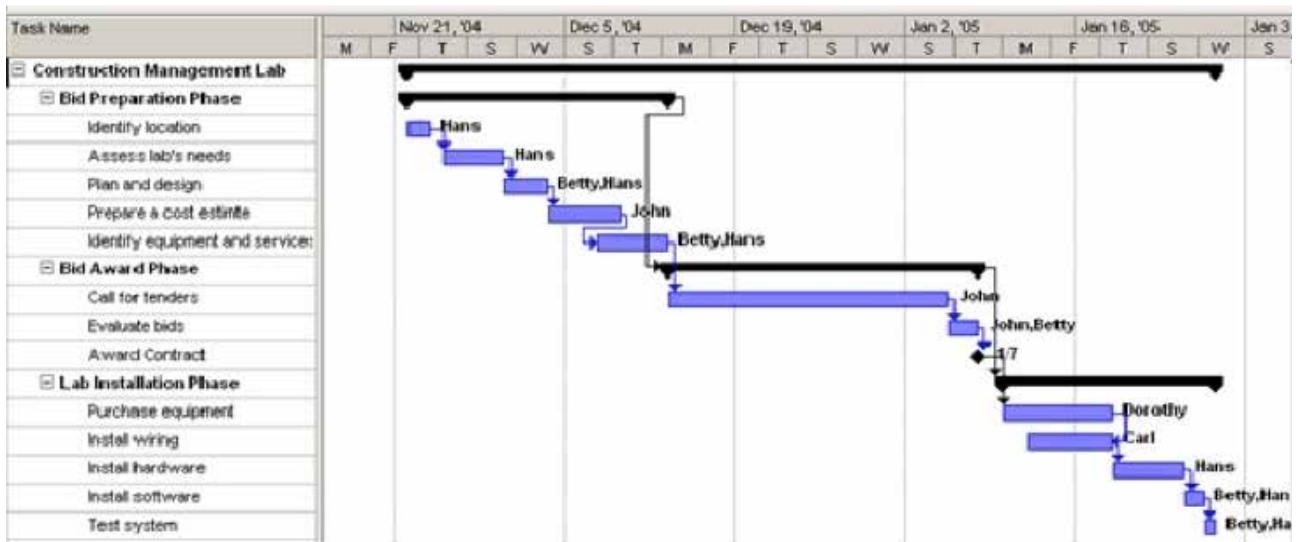 Task Name
Nov 21, '04 Dec 5, '04 Dec 19, '04 Jan 2, '05 Jan 16, '05 Jan 3
M F T S W S T M F T S W S T M F T S W S
Construction Management Lab
Bid Preparation Phase
Identify location Hans
Assess lab's needs Hans
Plan and design Betty,Hans
Prepare a cost estimte John
Identify equipment and services Betty,Hans
Bid Award Phase
Call for tenders John
Evaluate bids John,Betty
Award Contract 1/7
Lab Installation Phase
Purchase equipment Dorothy
Install wiring Carl
Install hardware Hans
Install software Betty,Han
Test system Betty,Ha